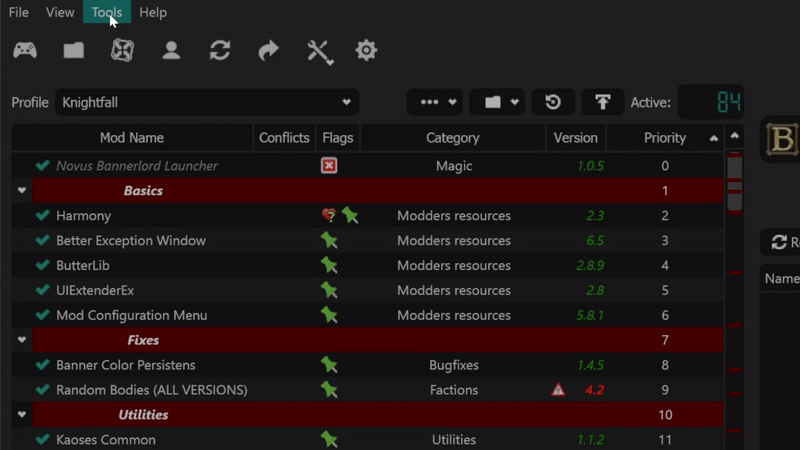 File View Tools Help
Profile Knightfall Active: 84
Mod Name Conflicts Flags Category Version Priority
Novus Bannerlord Launcher Magic 1.0.5 0
Basics 1
Harmony Modders resources 2.3 2
Better Exception Window Modders resources 6.5 3
ButterLib Modders resources 2.8.9 4
UIExtenderEx Modders resources 2.8 5
Mod Configuration Menu Modders resources 5.8.1 6
Fixes 7
Banner Color Persistens Bugfixes 1.4.5 8
Random Bodies (ALL VERSIONS) Factions 4.2 9
Utilities 10
Kaoses Common Utilities 1.1.2 11
B
Name